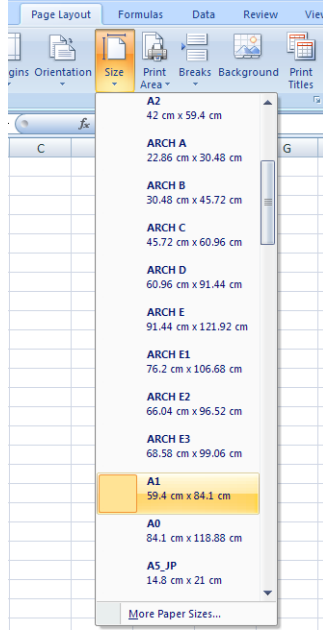 Page Layout Formulas Data Review View
gins Orientation Size Print Area Breaks Background Print Titles
fx
C G
A2
42 cm x 59.4 cm
ARCH A
22.86 cm x 30.48 cm
ARCH B
30.48 cm x 45.72 cm
ARCH C
45.72 cm x 60.96 cm
ARCH D
60.96 cm x 91.44 cm
ARCH E
91.44 cm x 121.92 cm
ARCH E1
76.2 cm x 106.68 cm
ARCH E2
66.04 cm x 96.52 cm
ARCH E3
68.58 cm x 99.06 cm
A1
59.4 cm x 84.1 cm
A0
84.1 cm x 118.88 cm
A5_JP
14.8 cm x 21 cm
More Paper Sizes...